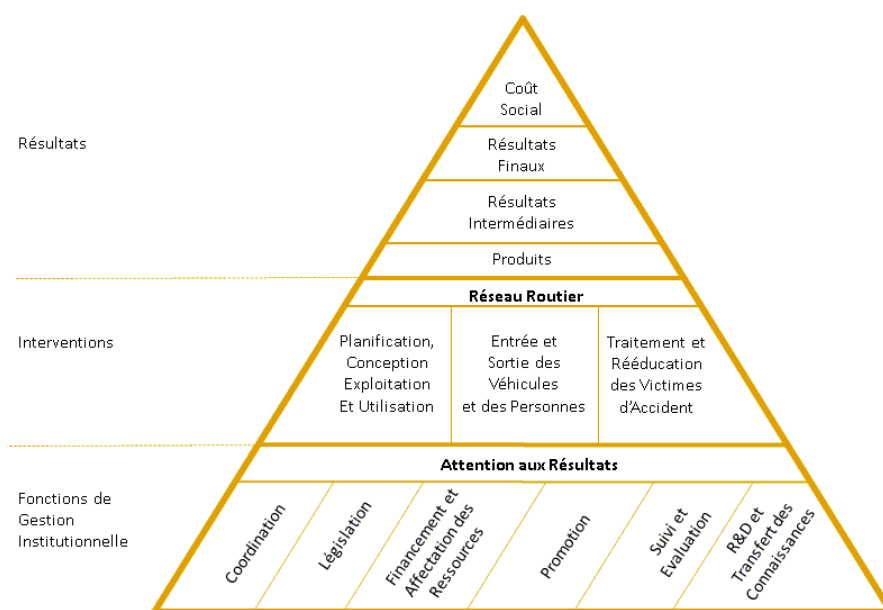 Coût
Social
Résultats
Résultats
Finaux
Résultats
Intermédiaires
Produits
Réseau Routier
Interventions
Planification,
Conception
Exploitation
Et Utilisation
Entrée et
Sortie des
Véhicules
et des Personnes
Traitement et
Rééducation
des Victimes
d'Accident
Attention aux Résultats
Fonctions de
Gestion
Institutionnelle
Coordination
Législation
Financement et
Affectation des
Ressources
Promotion
Suivi et
Evaluation
R&D et
Transfert des
Connaissances